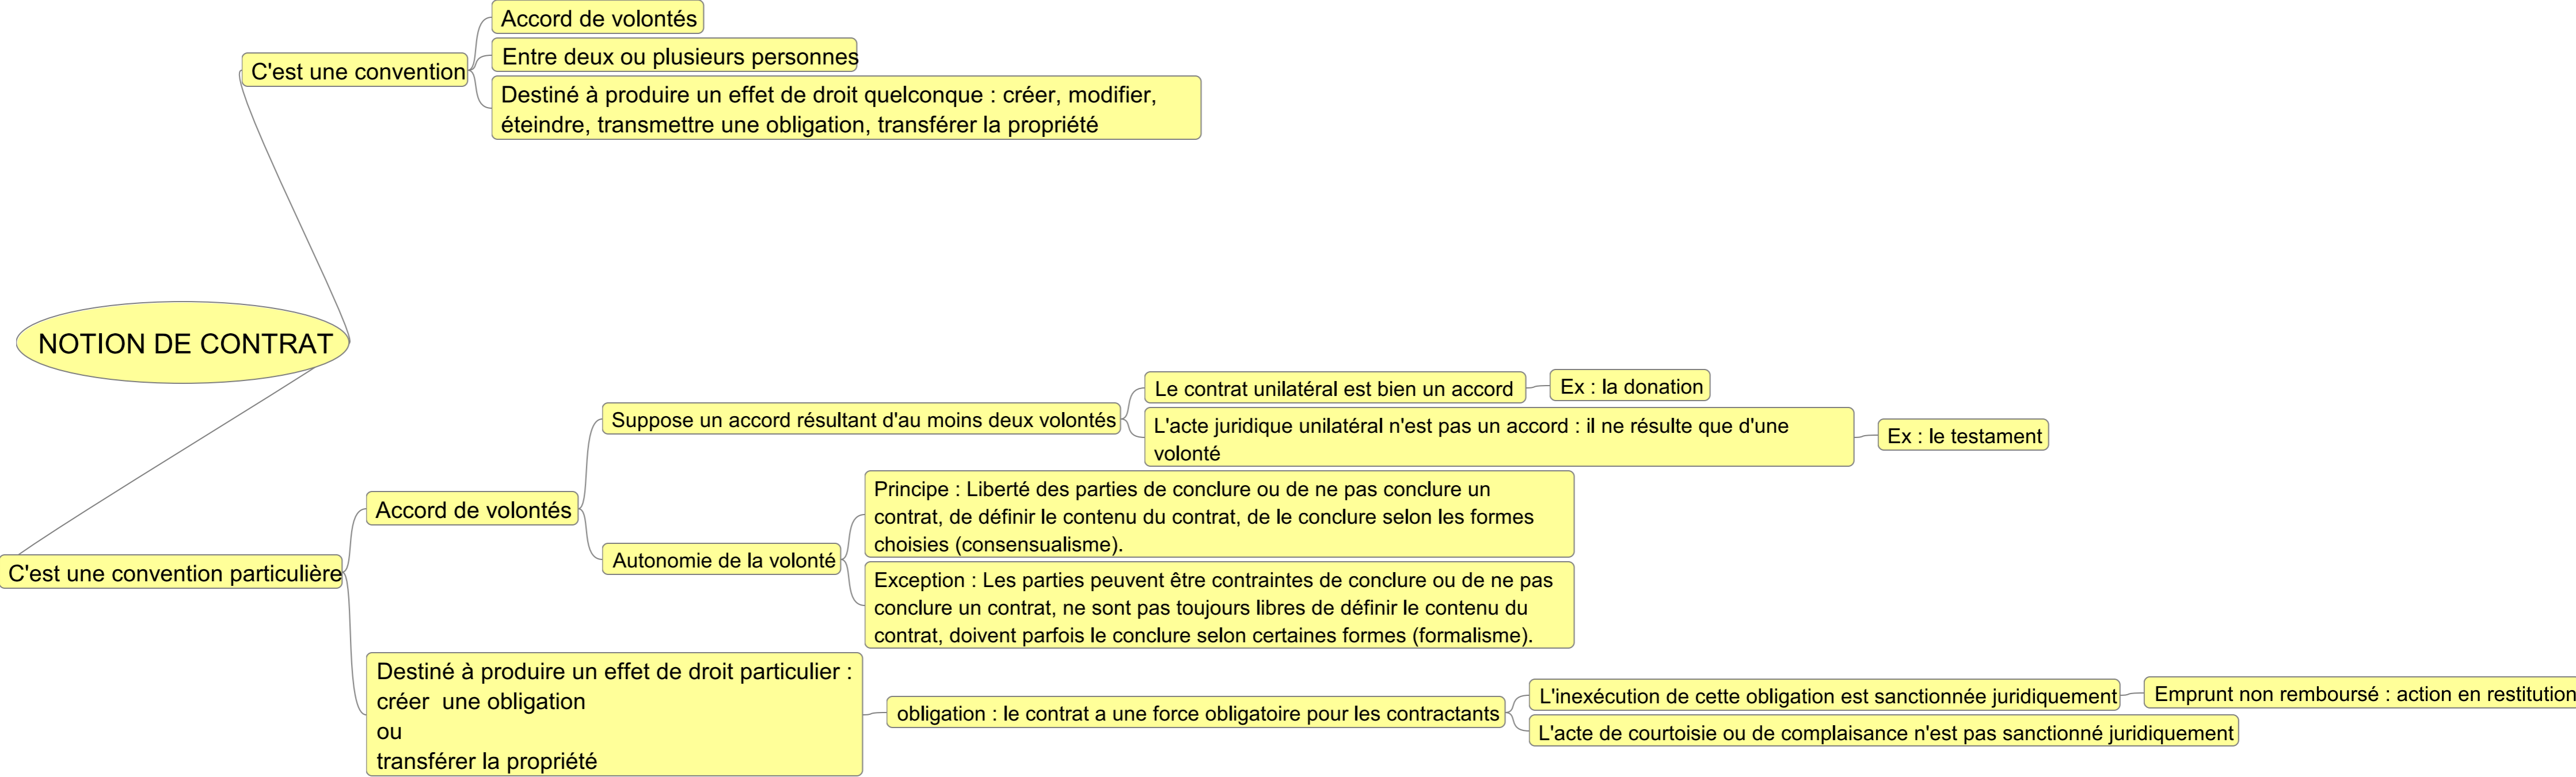 NOTION DE CONTRAT
C'est une convention
Accord de volontés
Entre deux ou plusieurs personnes
Destiné à produire un effet de droit quelconque : créer, modifier,
éteindre, transmettre une obligation, transférer la propriété
C'est une convention particulière
Accord de volontés
Suppose un accord résultant d'au moins deux volontés
Le contrat unilatéral est bien un accord
Ex : la donation
L'acte juridique unilatéral n'est pas un accord : il ne résulte que d'une
volonté
Ex : le testament
Autonomie de la volonté
Principe : Liberté des parties de conclure ou de ne pas conclure un
contrat, de définir le contenu du contrat, de le conclure selon les formes
choisies (consensualisme).
Exception : Les parties peuvent être contraintes de conclure ou de ne pas
conclure un contrat, ne sont pas toujours libres de définir le contenu du
contrat, doivent parfois le conclure selon certaines formes (formalisme).
Destiné à produire un effet de droit particulier :
créer  une obligation
ou
transférer la propriété
obligation : le contrat a une force obligatoire pour les contractants
L'inexécution de cette obligation est sanctionnée juridiquement
Emprunt non remboursé : action en restitution
L'acte de courtoisie ou de complaisance n'est pas sanctionné juridiquement